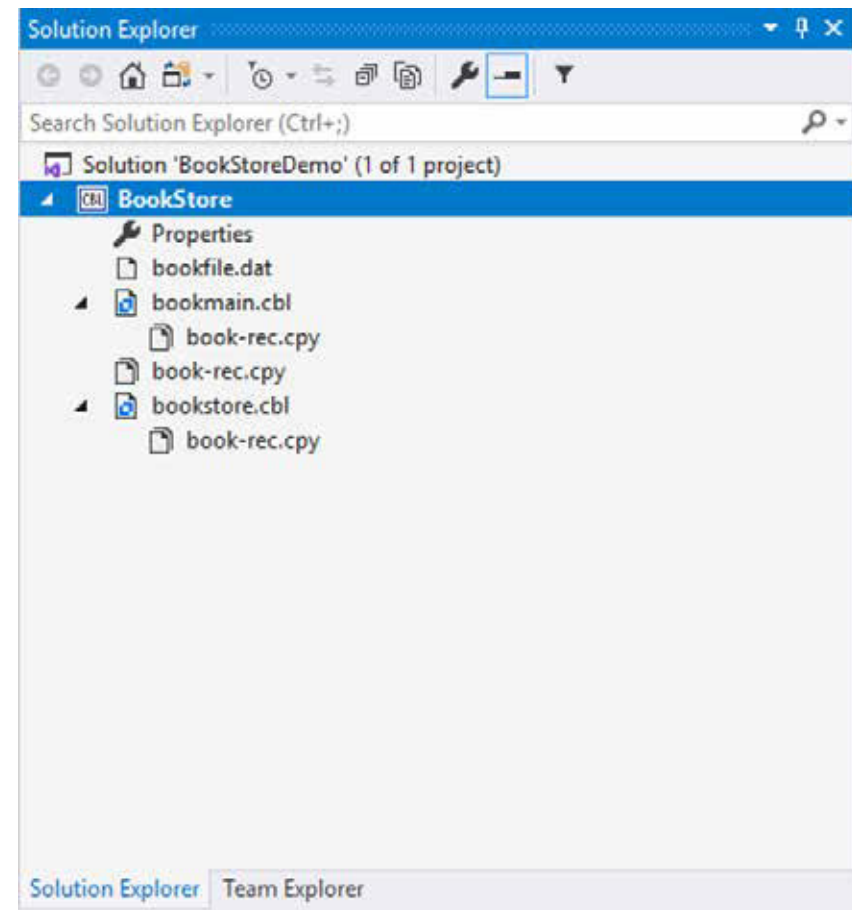 Solution Explorer
Search Solution Explorer (Ctrl+;)
Solution 'BookStoreDemo' (1 of 1 project)
CBL BookStore
Properties
bookfile.dat
bookmain.cbl
book-rec.cpy
book-rec.cpy
bookstore.cbl
book-rec.cpy
Solution Explorer Team Explorer